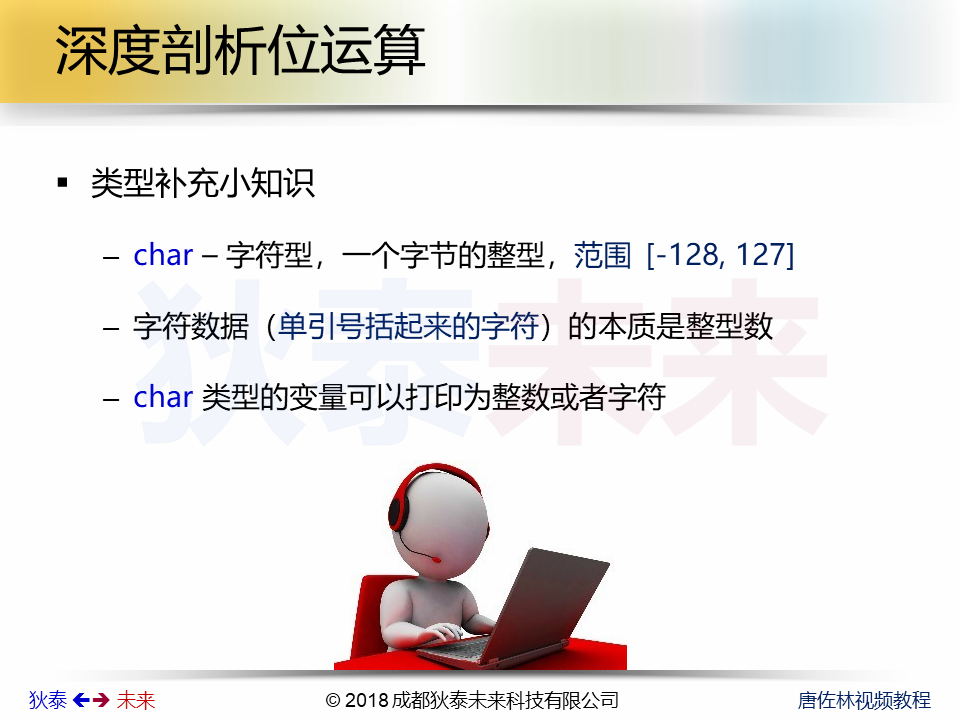 深度剖析位运算
▪ 类型补充小知识
– char – 字符型，一个字节的整型，范围 [-128, 127]
– 字符数据（单引号括起来的字符）的本质是整型数
– char 类型的变量可以打印为整数或者字符
狄泰未来
狄泰 🡸🡺 未来 © 2018 成都狄泰未来科技有限公司 唐佐林视频教程